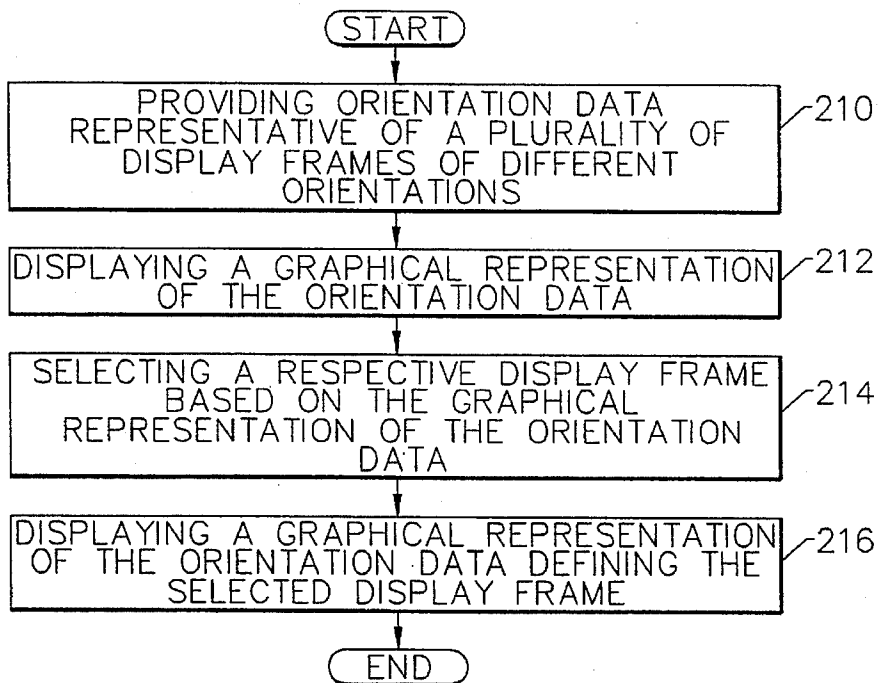 START
PROVIDING ORIENTATION DATA
REPRESENTATIVE OF A PLURALITY OF
DISPLAY FRAMES OF DIFFERENT
ORIENTATIONS
210
DISPLAYING A GRAPHICAL REPRESENTATION
OF THE ORIENTATION DATA
212
SELECTING A RESPECTIVE DISPLAY FRAME
BASED ON THE GRAPHICAL
REPRESENTATION OF THE ORIENTATION
DATA
214
DISPLAYING A GRAPHICAL REPRESENTATION
OF THE ORIENTATION DATA DEFINING THE
SELECTED DISPLAY FRAME
216
END